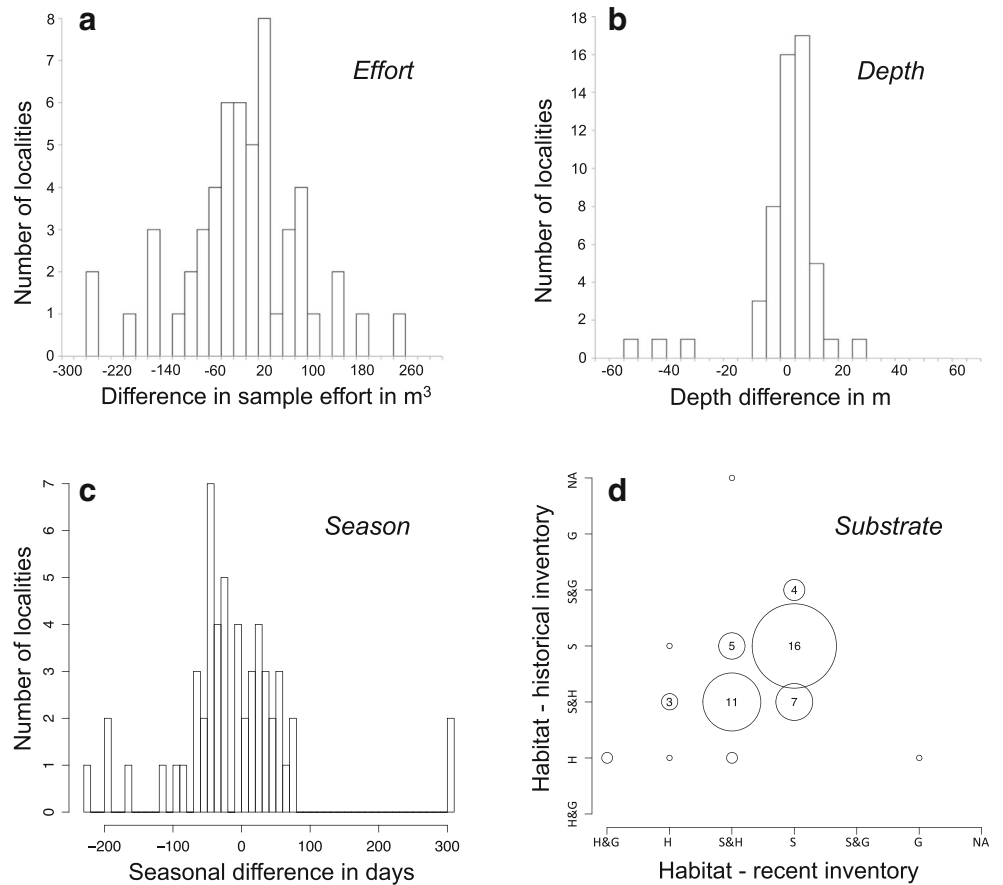 a
Effort
Number of localities
8
7
6
5
4
3
2
1
0
-300 -220 -140 -60 20 100 180 260
Difference in sample effort in m³
b
Depth
Number of localities
18
16
14
12
10
8
6
4
2
0
-60 -40 -20 0 20 40 60
Depth difference in m
c
Season
Number of localities
7
6
5
4
3
2
1
0
−200 −100 0 100 200 300
Seasonal difference in days
d
Substrate
Habitat - historical inventory
NA
G
S&G
S
S&H
H
H&G
4
5 16
3 11 7
H&G H S&H S S&G G NA
Habitat - recent inventory